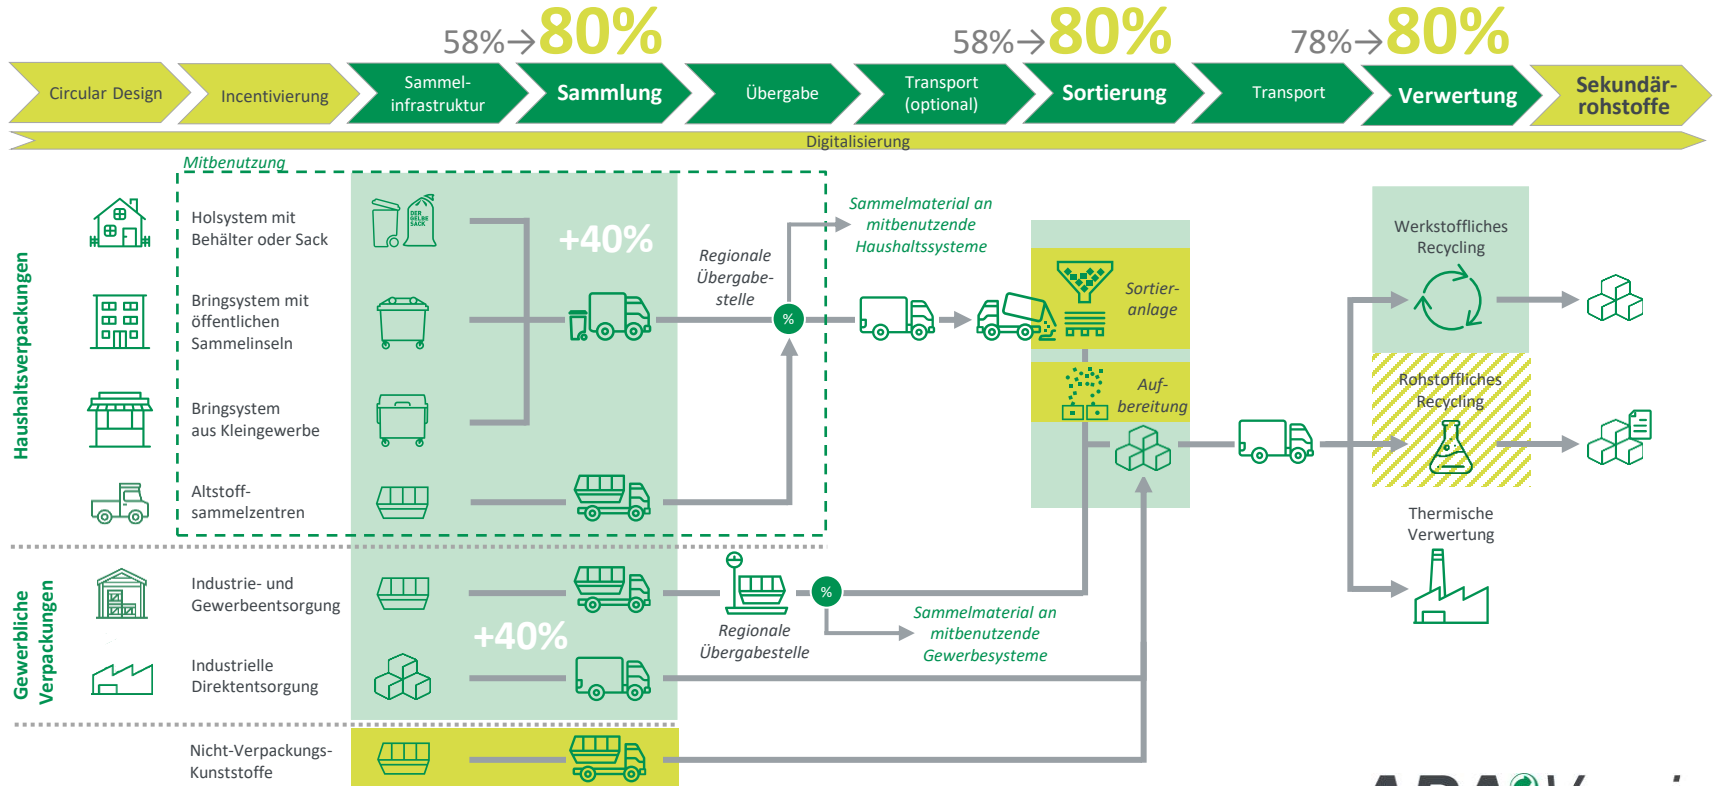 58%→80%
58%→80%
78%→80%
Circular Design
Incentivierung
Sammel-
infrastruktur
Sammlung
Übergabe
Transport
(optional)
Sortierung
Transport
Verwertung
Sekundär-
rohstoffe
Digitalisierung
Mitbenutzung
Haushaltsverpackungen
Holsystem mit
Behälter oder Sack
DER
GELBE
SACK
+40%
Bringsystem mit
öffentlichen
Sammelinseln
Bringsystem
aus Kleingewerbe
Altstoff-
sammelzentren
Regionale
Übergabe-
stelle
%
Sammelmaterial an
mitbenutzende
Haushaltssysteme
Sortier-
anlage
Auf-
bereitung
Werkstoffliches
Recycling
Rohstoffliches
Recycling
Thermische
Verwertung
Gewerbliche
Verpackungen
Industrie- und
Gewerbeentsorgung
+40%
Industrielle
Direktentsorgung
Regionale
Übergabestelle
%
Sammelmaterial an
mitbenutzende
Gewerbesysteme
Nicht-Verpackungs-
Kunststoffe